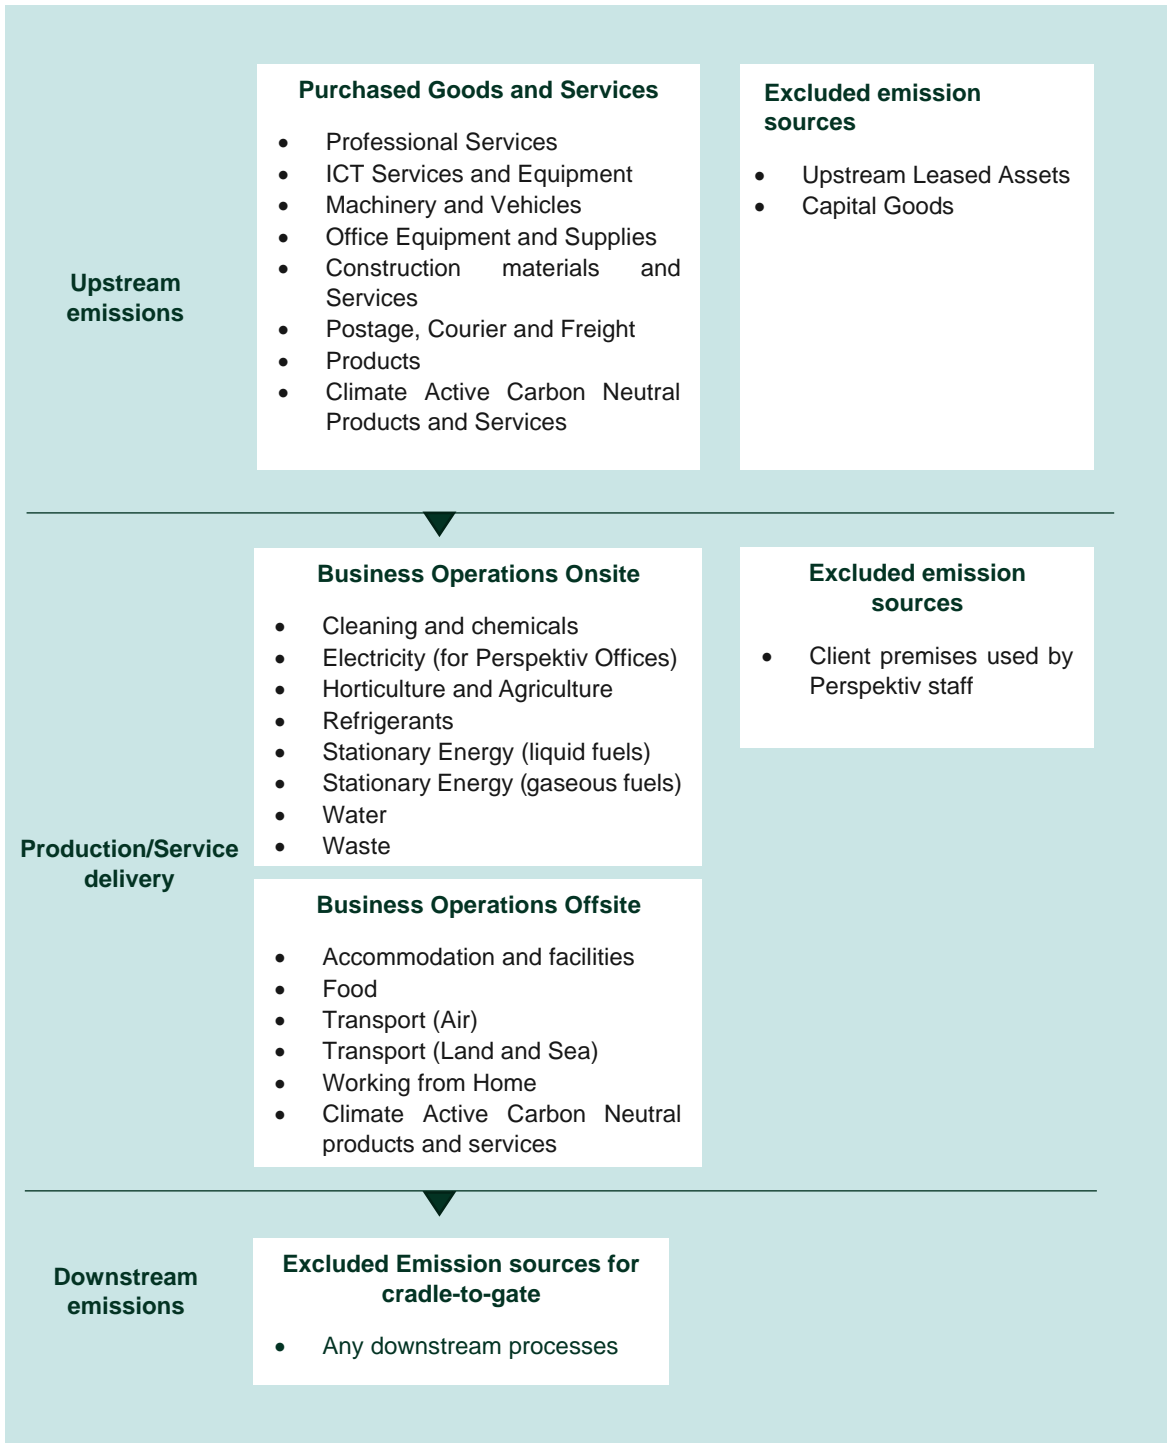 Upstream
emissions
Purchased Goods and Services
• Professional Services
• ICT Services and Equipment
• Machinery and Vehicles
• Office Equipment and Supplies
• Construction materials and
Services
• Postage, Courier and Freight
• Products
• Climate Active Carbon Neutral
Products and Services
Excluded emission
sources
• Upstream Leased Assets
• Capital Goods
Production/Service
delivery
Business Operations Onsite
• Cleaning and chemicals
• Electricity (for Perspektiv Offices)
• Horticulture and Agriculture
• Refrigerants
• Stationary Energy (liquid fuels)
• Stationary Energy (gaseous fuels)
• Water
• Waste
Excluded emission
sources
• Client premises used by
Perspektiv staff
Business Operations Offsite
• Accommodation and facilities
• Food
• Transport (Air)
• Transport (Land and Sea)
• Working from Home
• Climate Active Carbon Neutral
products and services
Downstream
emissions
Excluded Emission sources for
cradle-to-gate
• Any downstream processes